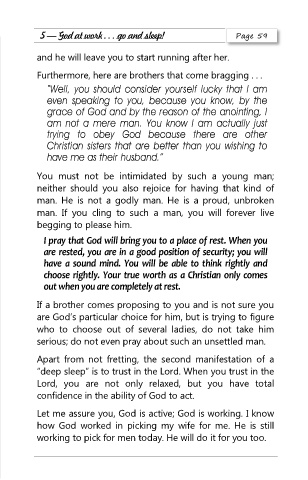 5 — God at work . . . go and sleep!
Page 59
and he will leave you to start running after her.
Furthermore, here are brothers that come bragging . . .
"Well, you should consider yourself lucky that I am
even speaking to you, because you know, by the
grace of God and by the reason of the anointing, I
am not a mere man. You know I am actually just
trying to obey God because there are other
Christian sisters that are better than you wishing to
have me as their husband."
You must not be intimidated by such a young man;
neither should you also rejoice for having that kind of
man. He is not a godly man. He is a proud, unbroken
man. If you cling to such a man, you will forever live
begging to please him.
I pray that God will bring you to a place of rest. When you
are rested, you are in a good position of security; you will
have a sound mind. You will be able to think rightly and
choose rightly. Your true worth as a Christian only comes
out when you are completely at rest.
If a brother comes proposing to you and is not sure you
are God's particular choice for him, but is trying to figure
who to choose out of several ladies, do not take him
serious; do not even pray about such an unsettled man.
Apart from not fretting, the second manifestation of a
"deep sleep" is to trust in the Lord. When you trust in the
Lord, you are not only relaxed, but you have total
confidence in the ability of God to act.
Let me assure you, God is active; God is working. I know
how God worked in picking my wife for me. He is still
working to pick for men today. He will do it for you too.